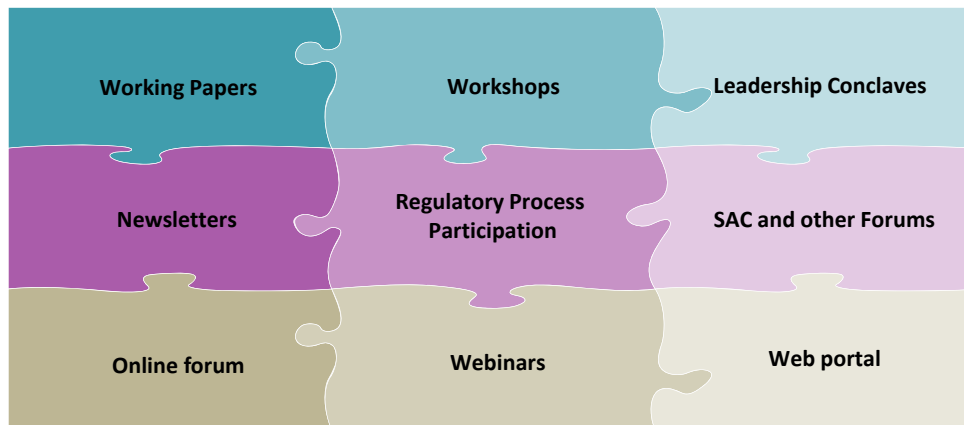 Working Papers
Workshops
Leadership Conclaves
Newsletters
Regulatory Process
Participation
SAC and other Forums
Online forum
Webinars
Web portal